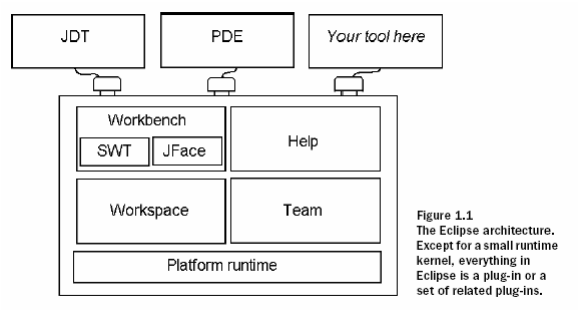 JDT
PDE
Your tool here
Workbench
SWT
JFace
Help
Workspace
Team
Platform runtime
Figure 1.1
The Eclipse architecture.
Except for a small runtime
kernel, everything in
Eclipse is a plug-in or a
set of related plug-ins.